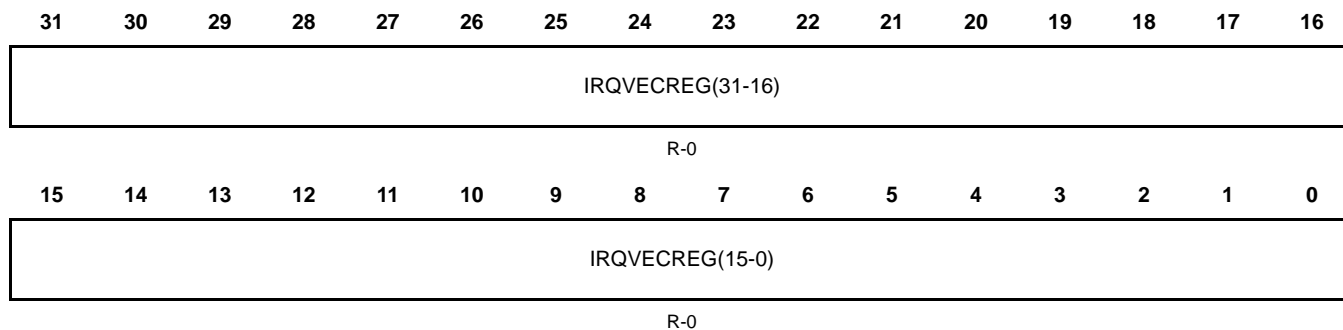 31 30 29 28 27 26 25 24 23 22 21 20 19 18 17 16
IRQVECREG(31-16)
R-0
15 14 13 12 11 10 9 8 7 6 5 4 3 2 1 0
IRQVECREG(15-0)
R-0